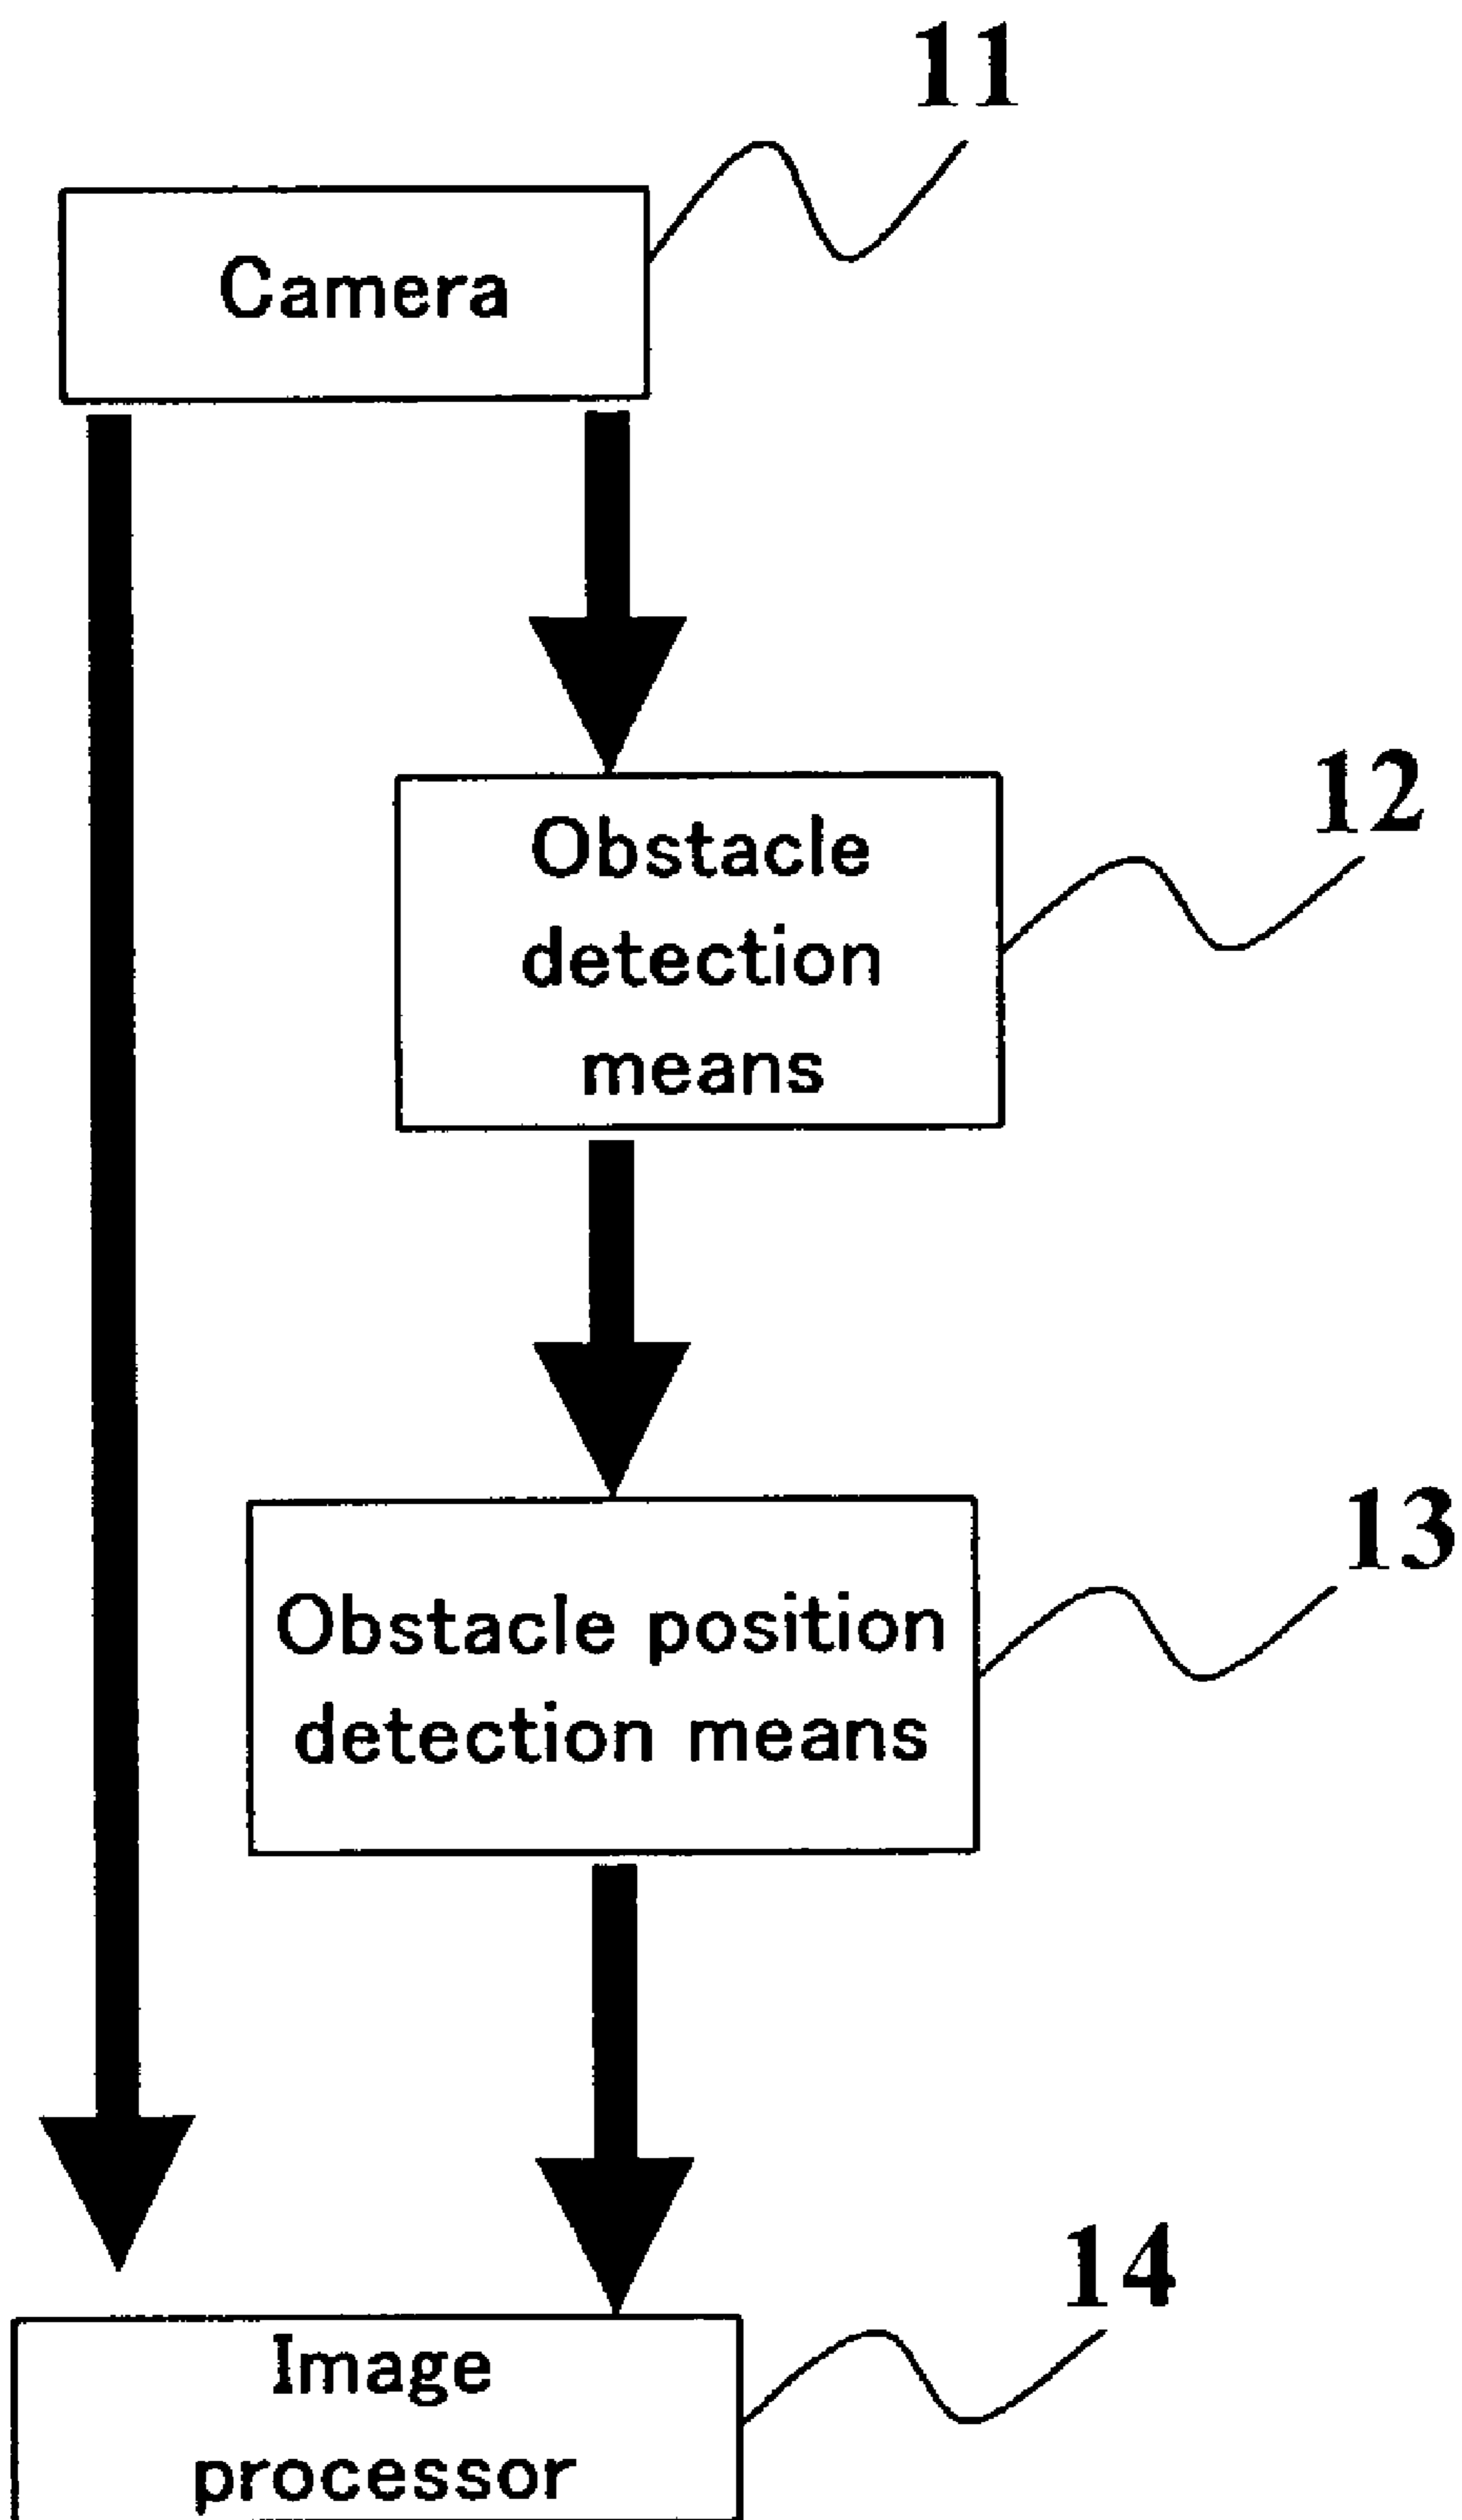 11
Camera
12
Obstacle
detection
means
13
Obstacle position
detection means
14
Image
processor